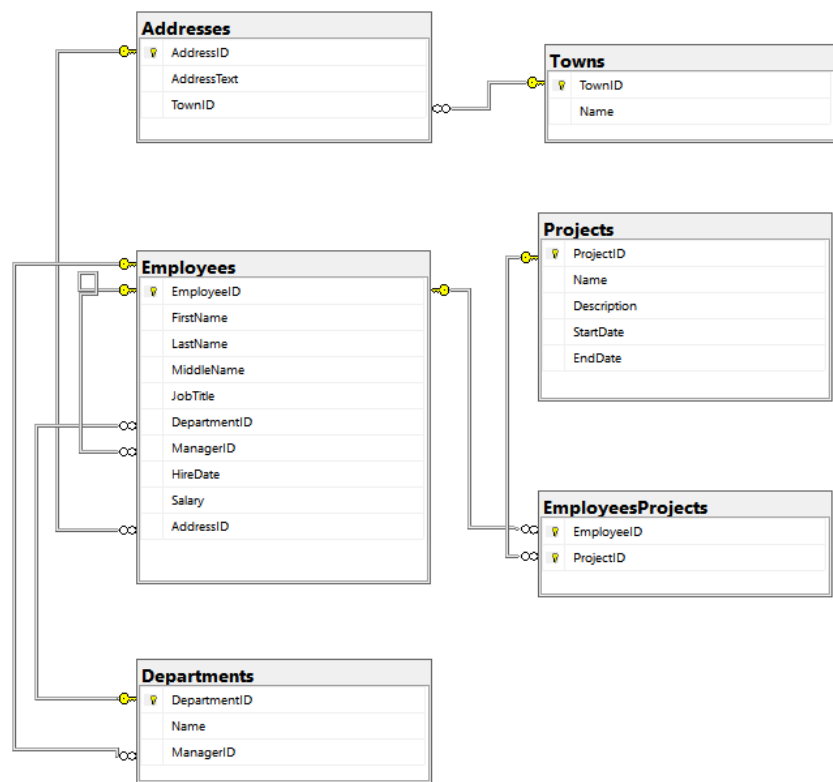 Addresses
AddressID
AddressText
TownID
Towns
TownID
Name
Projects
ProjectID
Name
Description
StartDate
EndDate
Employees
EmployeeID
FirstName
LastName
MiddleName
JobTitle
DepartmentID
ManagerID
HireDate
Salary
AddressID
EmployeesProjects
EmployeeID
ProjectID
Departments
DepartmentID
Name
ManagerID